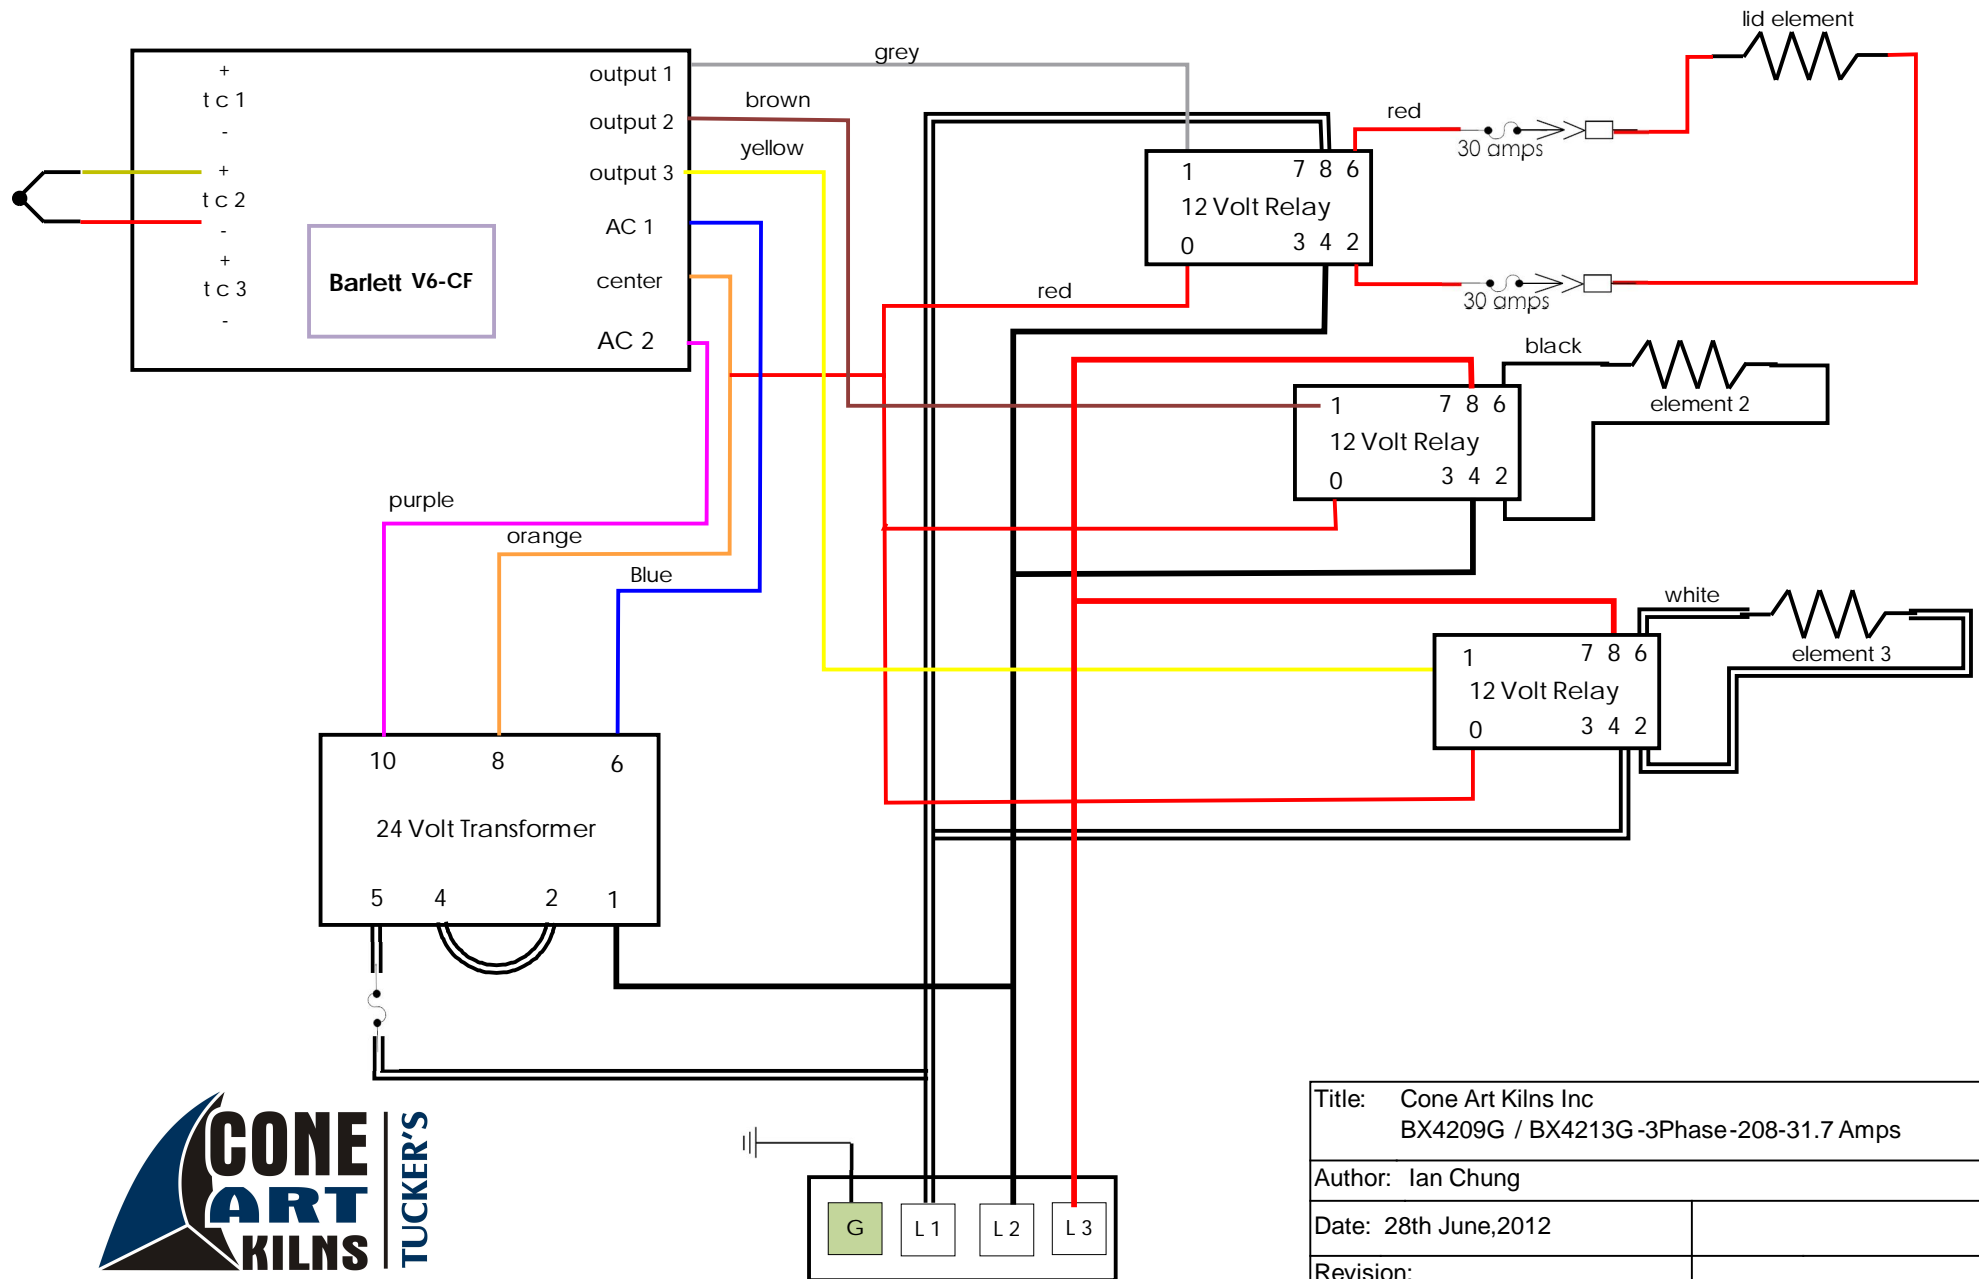 lid element
grey
+
t c 1
-
output 1
brown
output 2
yellow
red
30 amps
+
t c 2
-
output 3
1 7 8 6
12 Volt Relay
0 3 4 2
AC 1
+
t c 3
-
Barlett V6-CF
center
AC 2
red
30 amps
black
element 2
1 7 8 6
12 Volt Relay
0 3 4 2
purple
orange
Blue
white
element 3
1 7 8 6
12 Volt Relay
0 3 4 2
10 8 6
24 Volt Transformer
5 4 2 1
CONE
ART
KILNS
TUCKER'S
G L 1 L 2 L 3
Title: Cone Art Kilns Inc
BX4209G / BX4213G-3Phase-208-31.7 Amps
Author: Ian Chung
Date: 28th June,2012
Revision: